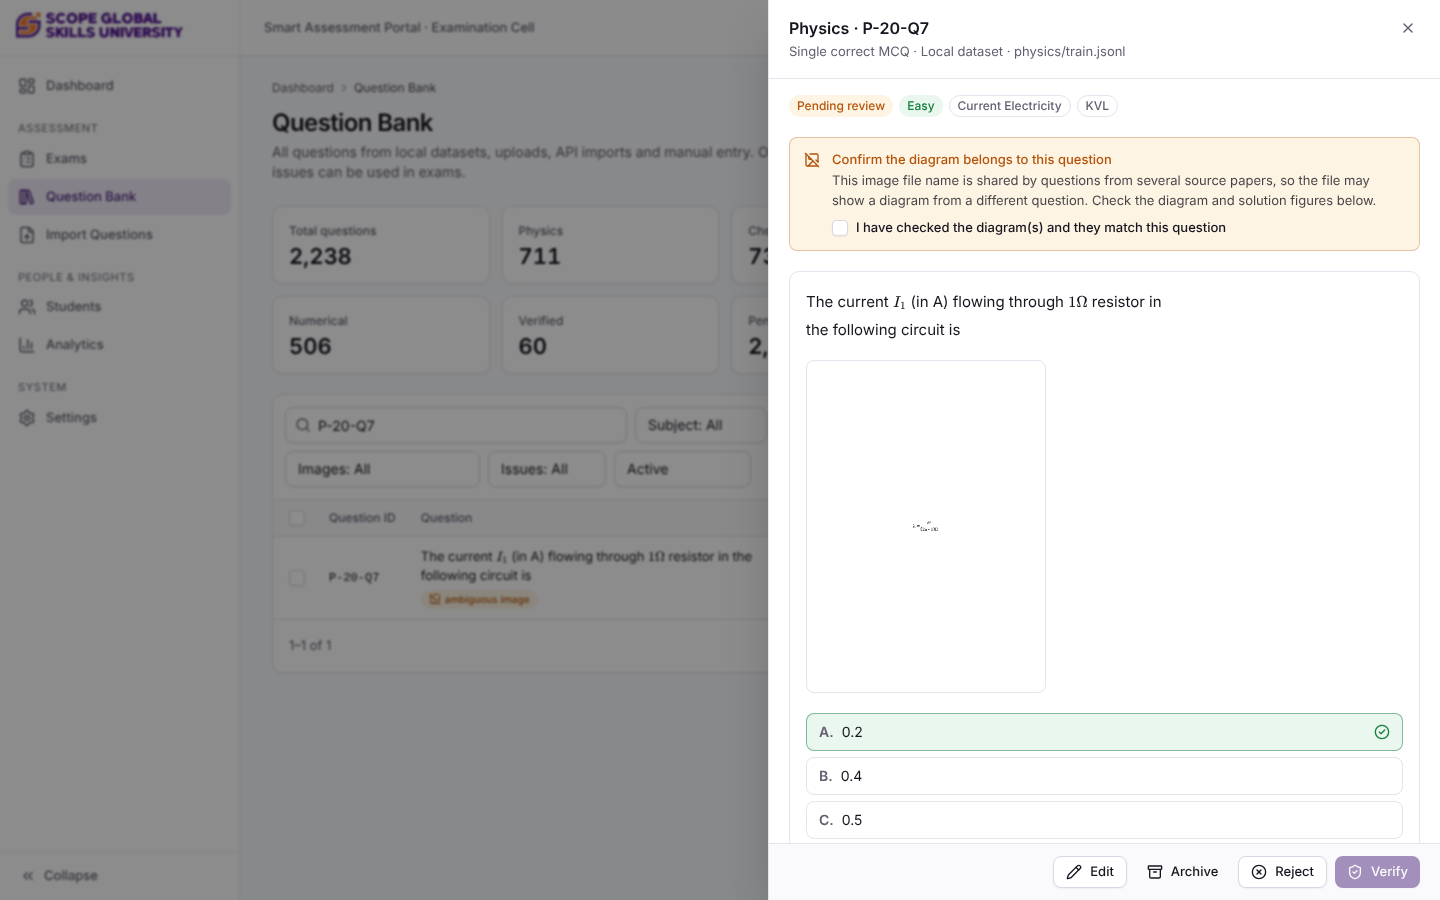 SCOPE GLOBAL
SKILLS UNIVERSITY
Smart Assessment Portal · Examination Cell
Dashboard
ASSESSMENT
Exams
Question Bank
Import Questions
PEOPLE & INSIGHTS
Students
Analytics
SYSTEM
Settings
Collapse
Dashboard > Question Bank
Question Bank
All questions from local datasets, uploads, API imports and manual entry. O
issues can be used in exams.
Total questions
2,238
Physics
711
Che
73
Numerical
506
Verified
60
Pen
2,
P-20-Q7
Subject: All
Images: All
Issues: All
Active
Question ID
Question
P-20-Q7
The current I₁ (in A) flowing through 1Ω resistor in the
following circuit is
ambiguous image
1–1 of 1
Physics · P-20-Q7
Single correct MCQ · Local dataset · physics/train.jsonl
Pending review
Easy
Current Electricity
KVL
Confirm the diagram belongs to this question
This image file name is shared by questions from several source papers, so the file may
show a diagram from a different question. Check the diagram and solution figures below.
I have checked the diagram(s) and they match this question
The current I₁ (in A) flowing through 1Ω resistor in
the following circuit is
A. 0.2
B. 0.4
C. 0.5
Edit
Archive
Reject
Verify